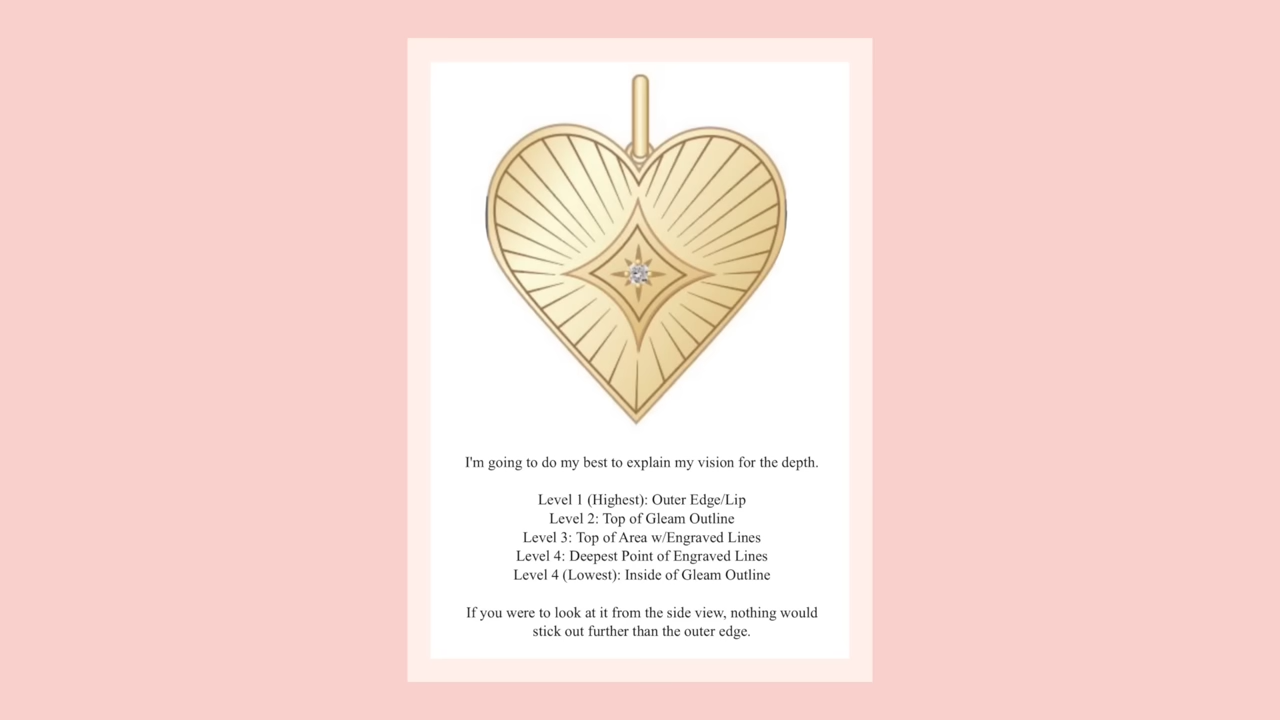 I'm going to do my best to explain my vision for the depth.
Level 1 (Highest): Outer Edge/Lip
Level 2: Top of Gleam Outline
Level 3: Top of Area w/Engraved Lines
Level 4: Deepest Point of Engraved Lines
Level 4 (Lowest): Inside of Gleam Outline
If you were to look at it from the side view, nothing would
stick out further than the outer edge.